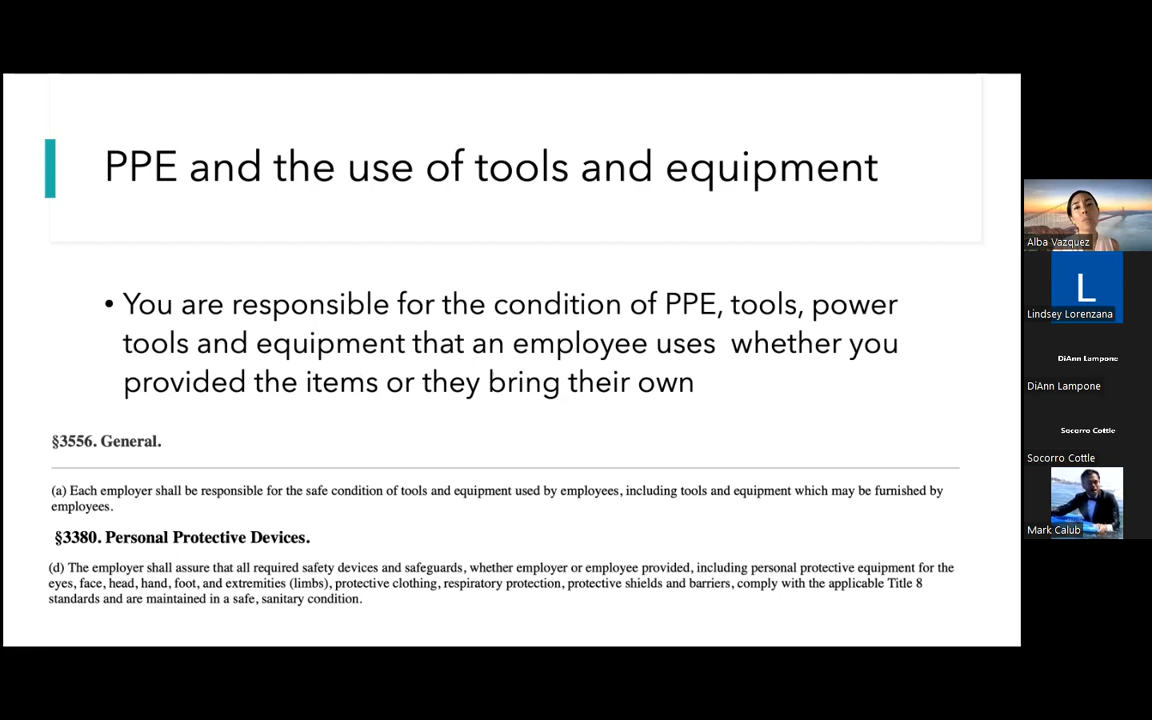 PPE and the use of tools and equipment
• You are responsible for the condition of PPE, tools, power
tools and equipment that an employee uses  whether you
provided the items or they bring their own
§3556. General.
(a) Each employer shall be responsible for the safe condition of tools and equipment used by employees, including tools and equipment which may be furnished by
employees.
§3380. Personal Protective Devices.
(d) The employer shall assure that all required safety devices and safeguards, whether employer or employee provided, including personal protective equipment for the
eyes, face, head, hand, foot, and extremities (limbs), protective clothing, respiratory protection, protective shields and barriers, comply with the applicable Title 8
standards and are maintained in a safe, sanitary condition.
Alba Vazquez
L
Lindsey Lorenzana
DiAnn Lampone
DiAnn Lampone
Socorro Cottle
Socorro Cottle
Mark Calub